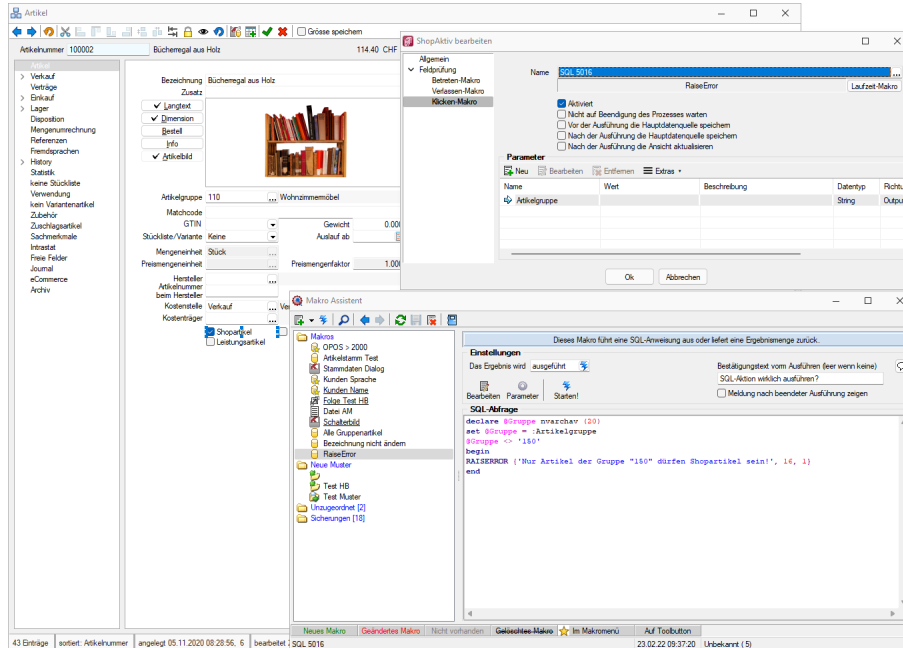 Artikel
Grösse speichern
Artikelnummer 100002 Bücherregal aus Holz 114.40 CHF
Artikel
Verkauf
Verträge
Einkauf
Lager
Disposition
Mengenumrechnung
Referenzen
Fremdsprachen
History
Statistik
keine Stückliste
Verwendung
kein Variantenartikel
Zubehör
Zuschlagsartikel
Sachmerkmale
Intrastat
Freie Felder
Journal
eCommerce
Archiv
Bezeichnung Bücherregal aus Holz
Zusatz
Langtext
Dimension
Bestell
Info
Artikelbild
Artikelgruppe 110 ... Wohnzimmermöbel
Matchcode
GTIN Gewicht 0.000
Stückliste/Variante Keine Auslauf ab
Mengeneinheit Stück ...
Preismengeneinheit ... Preismengenfaktor 1.000
Hersteller ...
Artikelnummer
beim Hersteller
Kostenstelle Verkauf ...
Kostenträger ...
Shopartikel
Leistungsartikel
43 Einträge sortiert: Artikelnummer angelegt 05.11.2020 08:28:56, 6 bearbeitet
ShopAktiv bearbeiten
Allgemein
Feldprüfung
Betreten-Makro
Verlassen-Makro
Klicken-Makro
Name SQL 5016 ...
RaiseError Laufzeit-Makro
Aktiviert
Nicht auf Beendigung des Prozesses warten
Vor der Ausführung die Hauptdatenquelle speichern
Nach der Ausführung die Hauptdatenquelle speichern
Nach der Ausführung die Ansicht aktualisieren
Parameter
Neu Bearbeiten Entfernen Extras
Name Wert Beschreibung Datentyp Richtu
Artikelgruppe String Outpu
Ok Abbrechen
Makro Assistent
Makros
OPOS > 2000
Artikelstamm Test
Stammdaten Dialog
Kunden Sprache
Kunden Name
Folge Test HB
Datei AM
Schalterbild
Alle Gruppenartikel
Bezeichnung nicht ändern
RaiseError
Neue Muster
Test HB
Test Muster
Unzugeordnet [2]
Sicherungen [18]
Dieses Makro führt eine SQL-Anweisung aus oder liefert eine Ergebnismenge zurück.
Einstellungen
Das Ergebnis wird ausgeführt
Bestätigungstext vorm Ausführen (leer wenn keine)
SQL-Aktion wirklich ausführen?
Bearbeiten Parameter Starten!
Meldung nach beendeter Ausführung zeigen
SQL-Abfrage
declare @Gruppe nvarchav (20)
set @Gruppe = :Artikelgruppe
@Gruppe <> '150'
begin
RAISERROR {'Nur Artikel der Gruppe "150" dürfen Shopartikel sein!', 16, 1}
end
Neues Makro Geändertes Makro Nicht vorhanden Gelöschtes Makro Im Makromenü Auf Toolbutton
SQL 5016 23.02.22 09:37:20 Unbekannt ( 5)